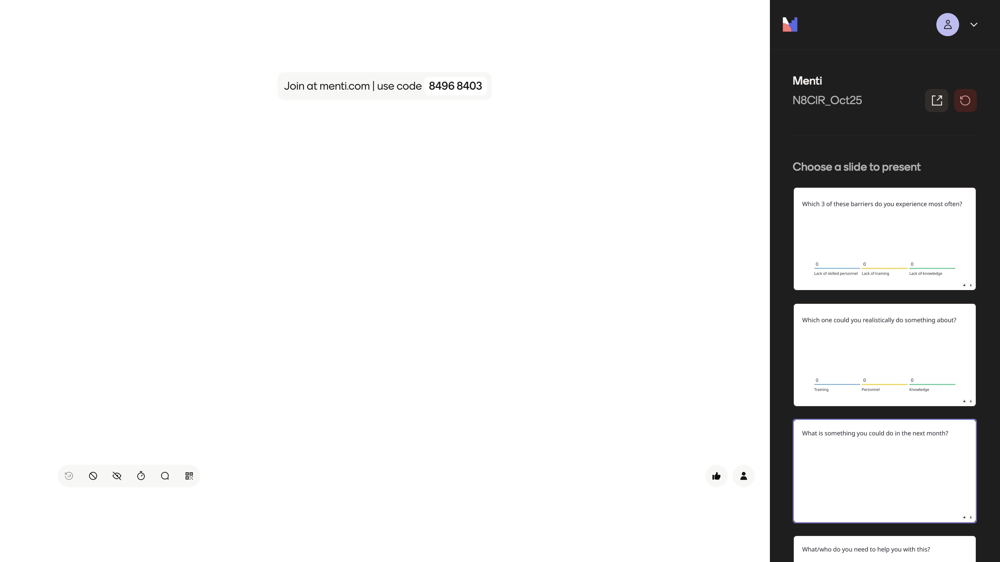 Join at menti.com | use code 8496 8403
Menti
N8CIR_Oct25
Choose a slide to present
Which 3 of these barriers do you experience most often?
0 0 0
Lack of skilled personnel Lack of training Lack of knowledge
Which one could you realistically do something about?
0 0 0
Training Personnel Knowledge
What is something you could do in the next month?
What/who do you need to help you with this?